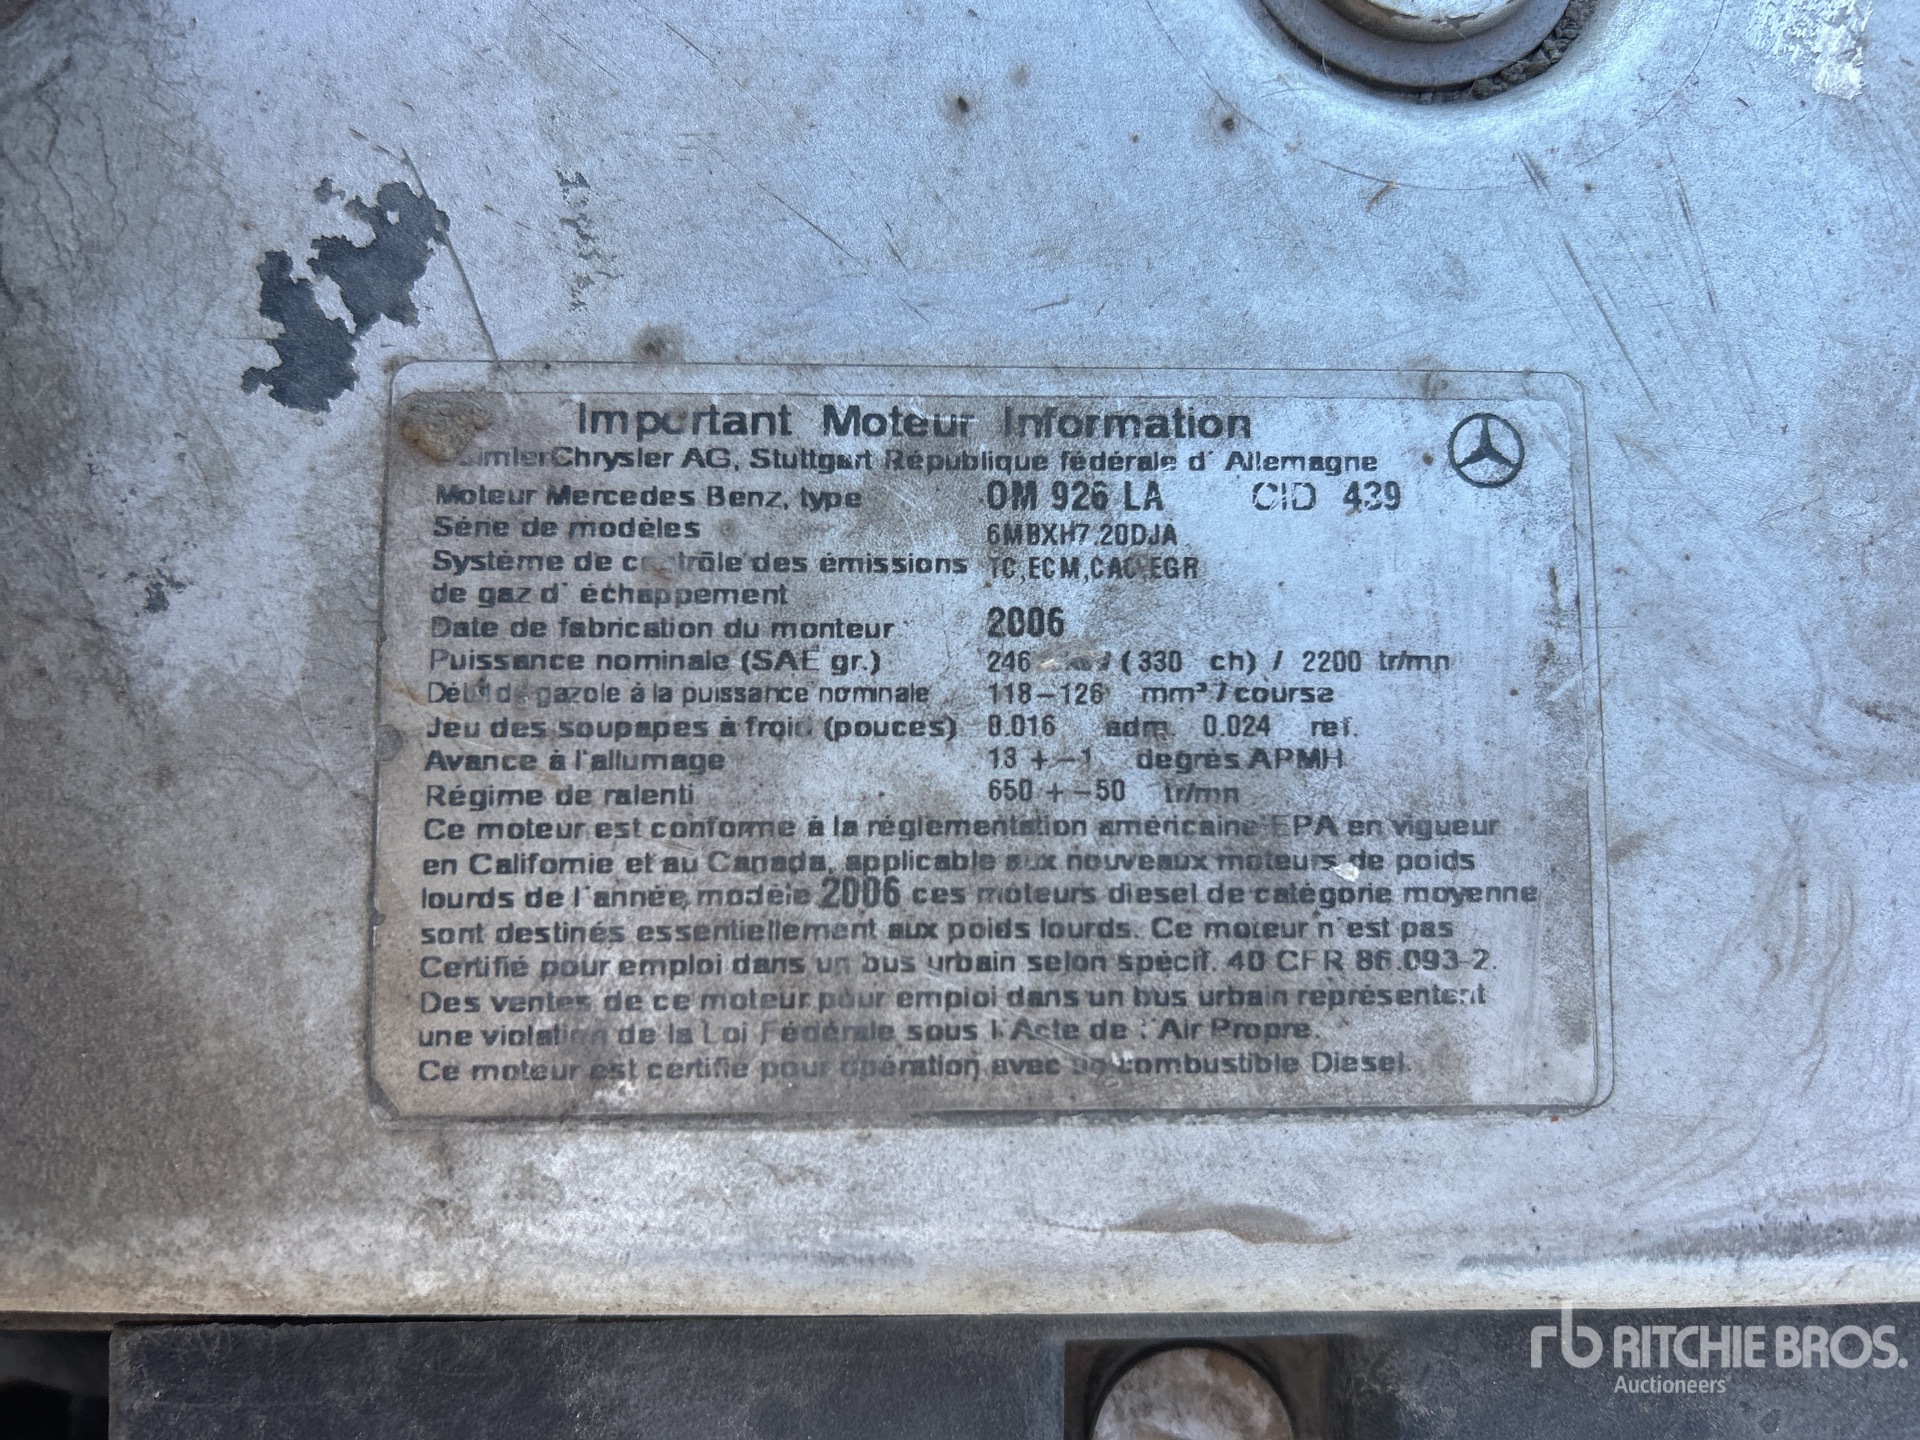 Important Moteur Information
DaimlerChrysler AG, Stuttgart République fédérale d' Allemagne
Moteur Mercedes Benz, type OM 926 LA CID 439
Série de modèles 6MBXH7.20DJA
Système de contrôle des émissions TC,ECM,CAC,EGR
de gaz d' échappement
Date de fabrication du monteur 2006
Puissance nominale (SAE gr.) 246 / (330 ch) / 2200 tr/mn
Débit de gazole à la puissance nominale 118-126 mm³/course
Jeu des soupapes à froid (pouces) 0.016 adm. 0.024 ref.
Avance à l'allumage 13 +-1 degrès APMH
Régime de ralenti 650 +-50 tr/mn
Ce moteur est conforme à la réglementation américaine EPA en vigueur
en Californie et au Canada, applicable aux nouveaux moteurs de poids
lourds de l'année, modèle 2006 ces moteurs diesel de catégorie moyenne
sont destinés essentiellement aux poids lourds. Ce moteur n'est pas
Certifié pour emploi dans un bus urbain selon spécif. 40 CFR 86.093-2.
Des ventes de ce moteur pour emploi dans un bus urbain représentent
une violation de la Loi Fédérale sous l'Acte de l'Air Propre.
Ce moteur est certifié pour opération avec combustible Diesel.
rb RITCHIE BROS.
Auctioneers